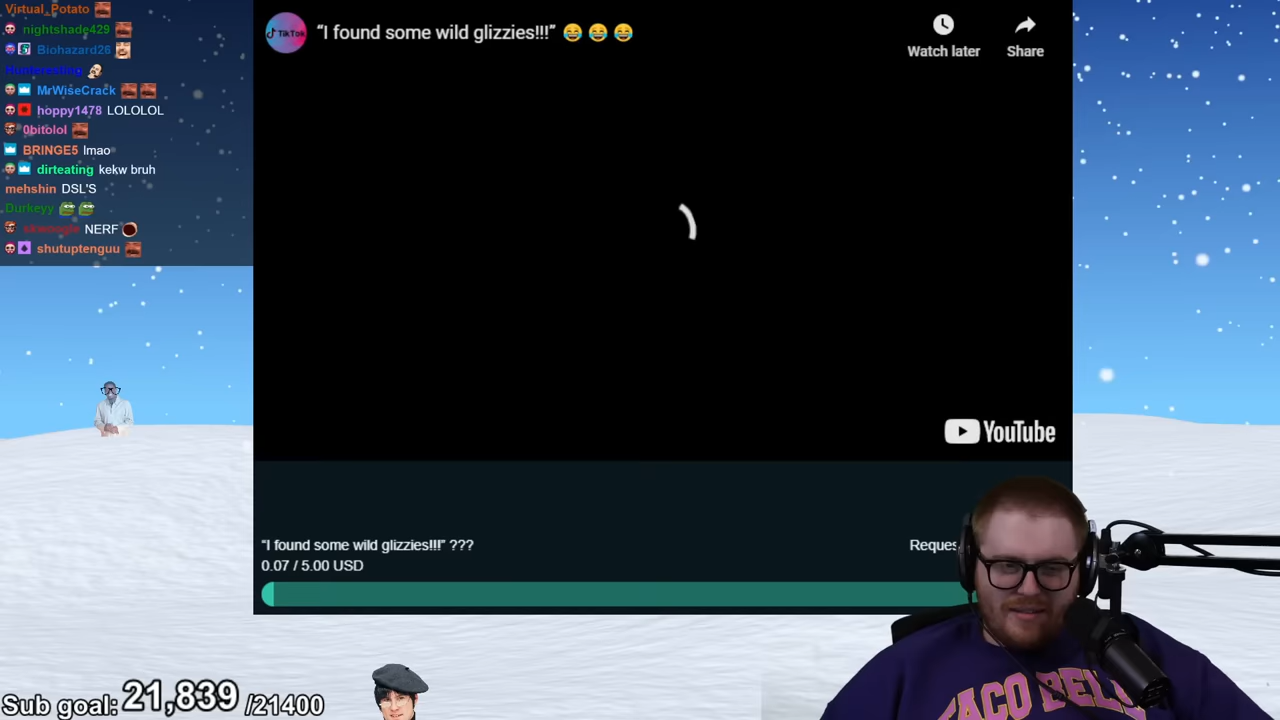 Virtual_Potato
nightshade429
Biohazard26
Hunteresting
MrWiseCrack
hoppy1478 LOLOLOL
0bitolol
BRINGE5 lmao
dirteating kekw bruh
mehshin DSL'S
Durkeyy
NERF
shutuptenguu
TikTok
“I found some wild glizzies!!!” 😂 😂 😂
Watch later
Share
YouTube
“I found some wild glizzies!!!” ???
0.07 / 5.00 USD
TACO BELL
Sub goal: 21,839 /21400